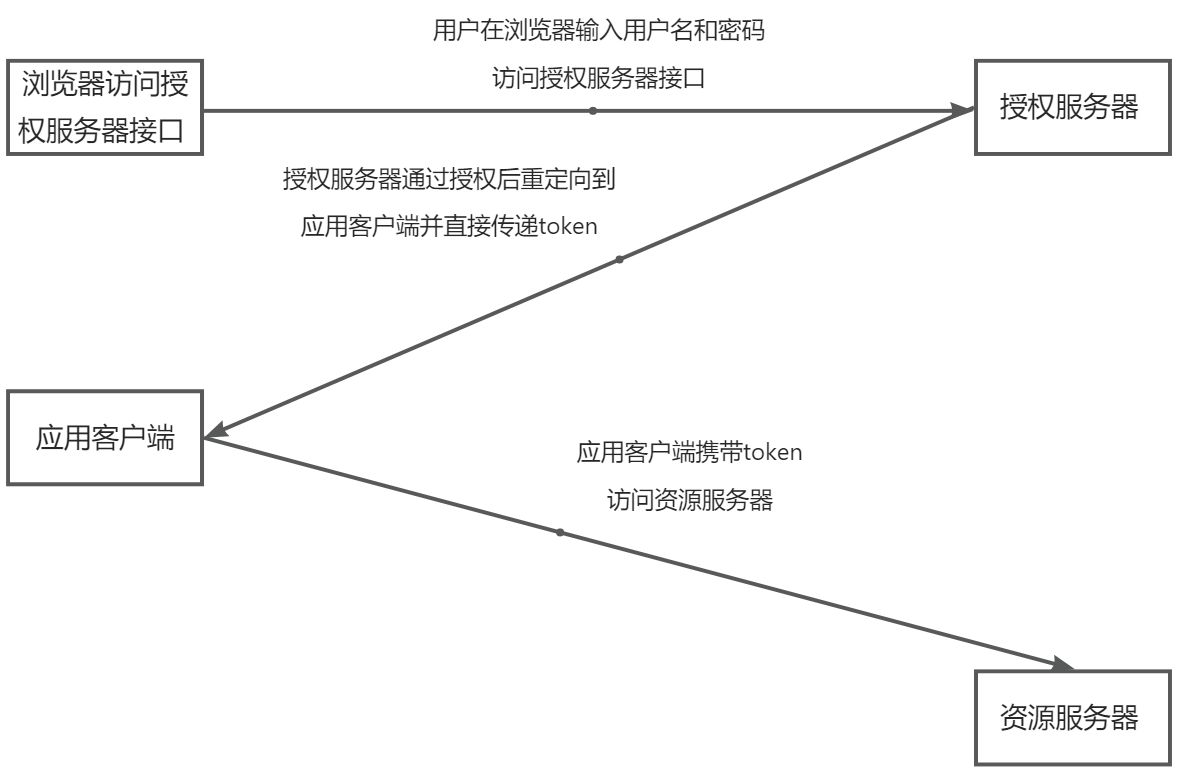 用户在浏览器输入用户名和密码
访问授权服务器接口
浏览器访问授
权服务器接口
授权服务器
授权服务器通过授权后重定向到
应用客户端并直接传递token
应用客户端
应用客户端携带token
访问资源服务器
资源服务器